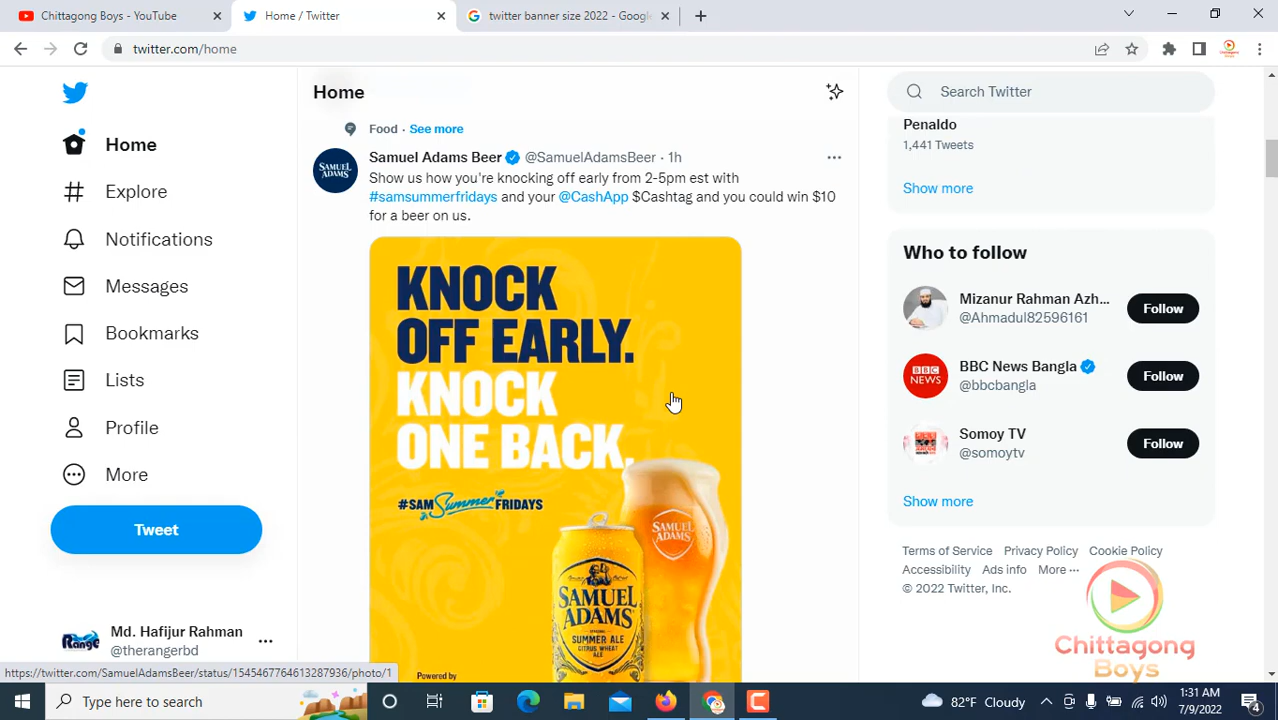 Chittagong Boys - YouTube
Home / Twitter
twitter banner size 2022 - Google
twitter.com/home
Home
Search Twitter
Home
Explore
Notifications
Messages
Bookmarks
Lists
Profile
More
Tweet
Md. Hafijur Rahman
@therangerbd
Food · See more
Samuel Adams Beer @SamuelAdamsBeer · 1h
Show us how you're knocking off early from 2-5pm est with
#samsummerfridays and your @CashApp $Cashtag and you could win $10
for a beer on us.
SAMUEL
ADAMS
KNOCK
OFF EARLY.
KNOCK
ONE BACK.
#SAM Summer FRIDAYS
SAMUEL
ADAMS
SAMUEL
ADAMS
SUMMER ALE
CITRUS WHEAT
ALE
Powered by
Penaldo
1,441 Tweets
Show more
Who to follow
Mizanur Rahman Azh...
@Ahmadul82596161
Follow
BBC
NEWS
BBC News Bangla
@bbcbangla
Follow
Somoy TV
@somoytv
Follow
Show more
Terms of Service Privacy Policy Cookie Policy
Accessibility Ads info More ···
© 2022 Twitter, Inc.
Chittagong
Boys
https://twitter.com/SamuelAdamsBeer/status/1545467764613287936/photo/1
Type here to search
82°F Cloudy
1:31 AM
7/9/2022
4